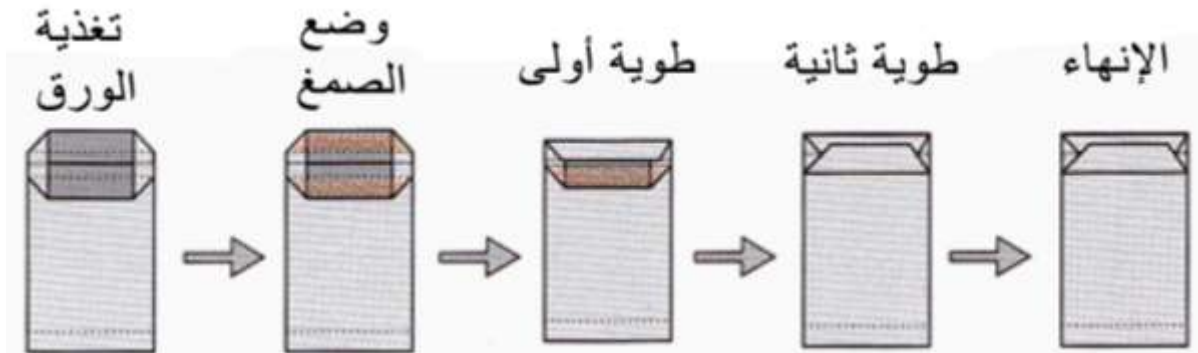 تغذية
الورق
وضع
الصمغ
طوية أولى
طوية ثانية
الإنهاء